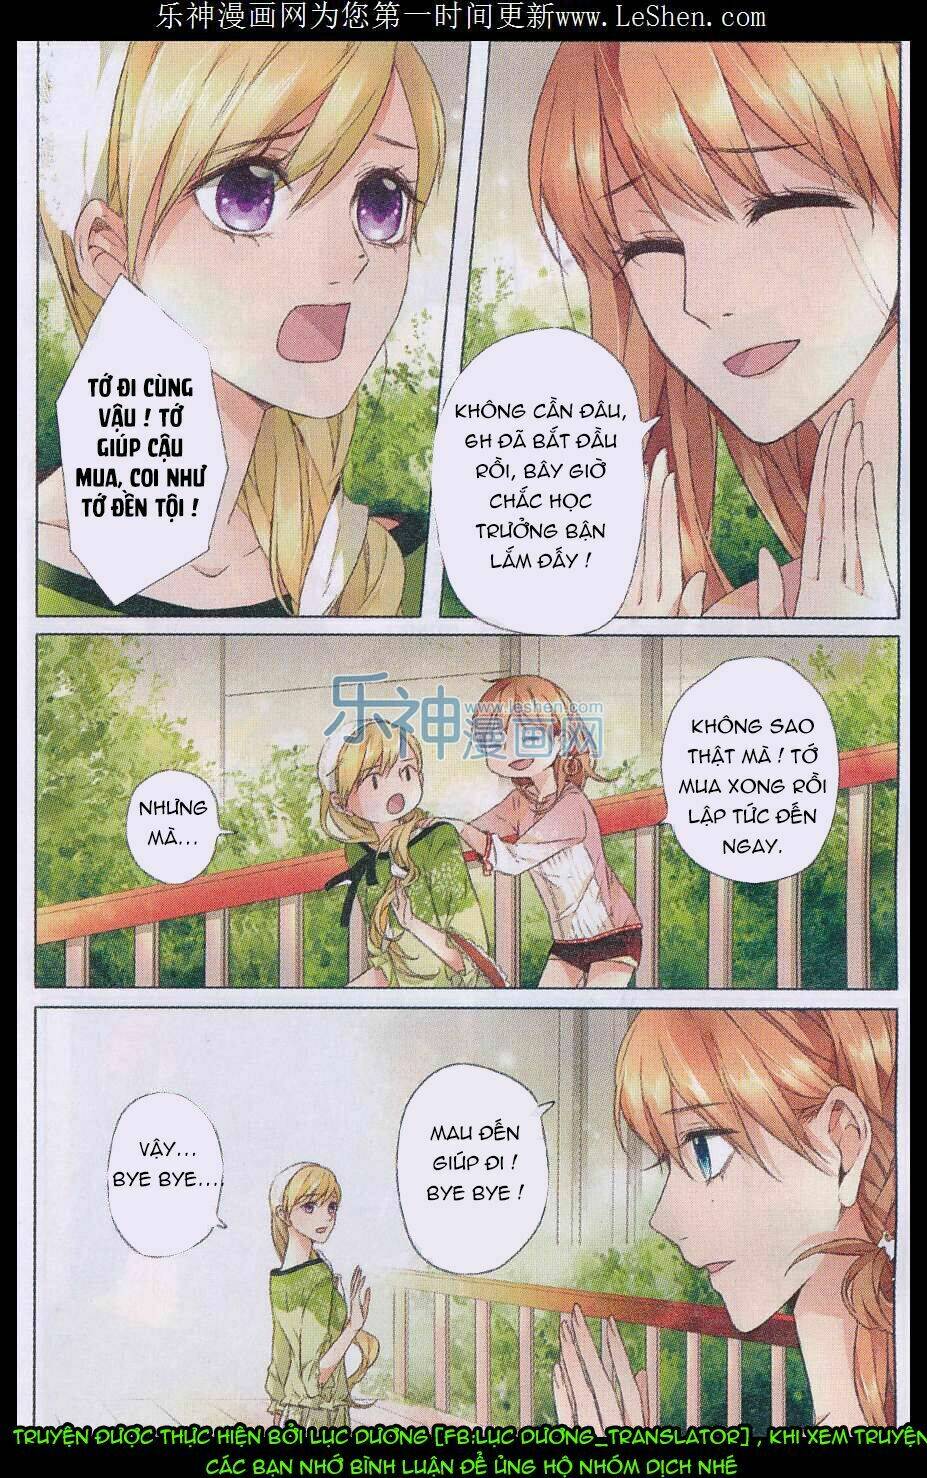 乐神漫画网为您第一时间更新www.LeShen.com
TỚ ĐI CÙNG
VẬU ! TỚ
GIÚP CẬU
MUA, COI NHƯ
TỚ ĐỀN TỘI !
KHÔNG CẦN ĐÂU,
GH ĐÃ BẮT ĐẦU
RỒI, BÂY GIỜ
CHẮC HỌC
TRƯỞNG BẬN
LẮM ĐẤY !
乐神漫画网
www.leshen.com
KHÔNG SAO
THẬT MÀ ! TỚ
MUA XONG RỒI
LẬP TỨC ĐẾN
NGAY.
NHƯNG
MÀ...
MAU ĐẾN
GIÚP ĐI !
BYE BYE !
VẬY...
BYE BYE....
TRUYỆN ĐƯỢC THỰC HIỆN BỞI LỤC DƯƠNG [FB:LỤC DƯƠNG_TRANSLATOR] , KHI XEM TRUYỆN
CÁC BẠN NHỚ BÌNH LUẬN ĐỂ ỦNG HỘ NHÓM DỊCH NHÉ